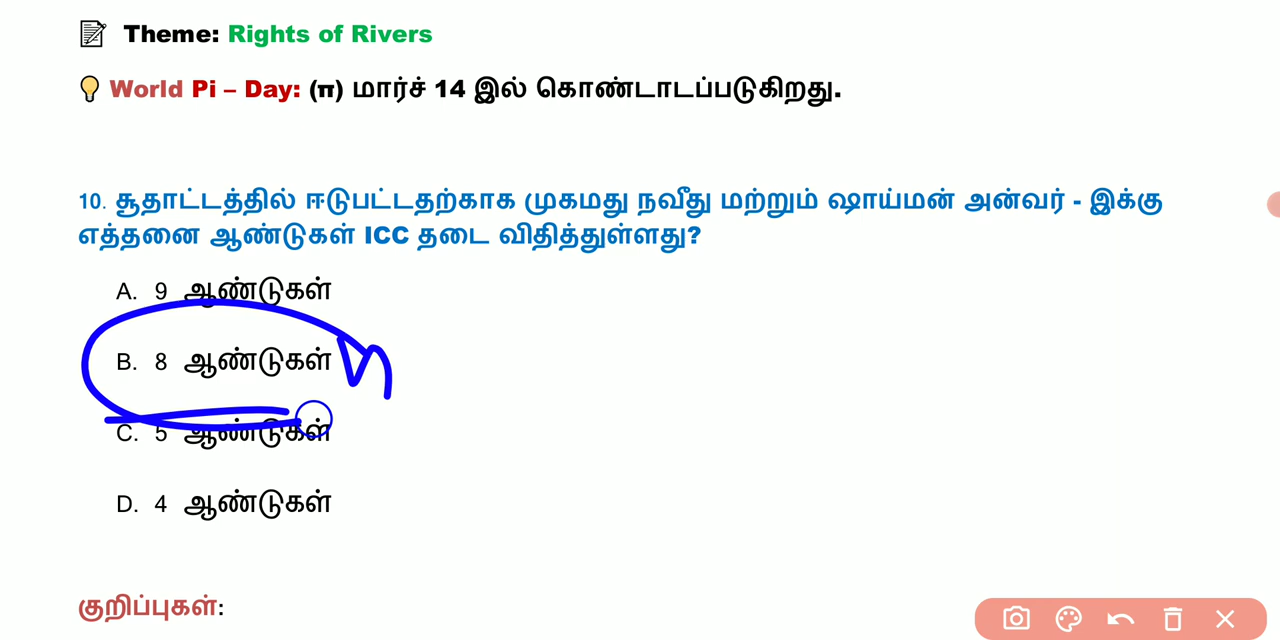 Theme: Rights of Rivers
World Pi – Day: (π) மார்ச் 14 இல் கொண்டாடப்படுகிறது.
10. சூதாட்டத்தில் ஈடுபட்டதற்காக முகமது நவீது மற்றும் ஷாய்மன் அன்வர் - இக்கு
எத்தனை ஆண்டுகள் ICC தடை விதித்துள்ளது?
A. 9 ஆண்டுகள்
B. 8 ஆண்டுகள்
C. 5 ஆண்டுகள்
D. 4 ஆண்டுகள்
குறிப்புகள்: